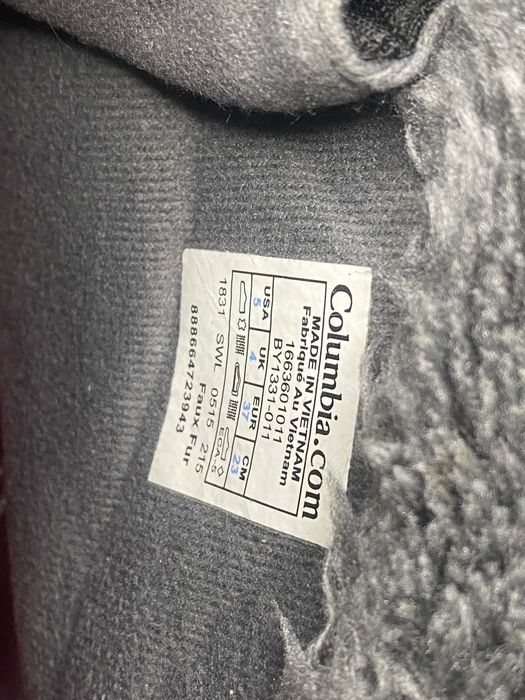 Columbia.Com
MADE IN VIETNAM
Fabriqué Au Vietnam
1663601011
BY1331-011
USA UK EUR CM
5 4 37 23
1831 SWL 0515 215
Faux Fur
888664723943